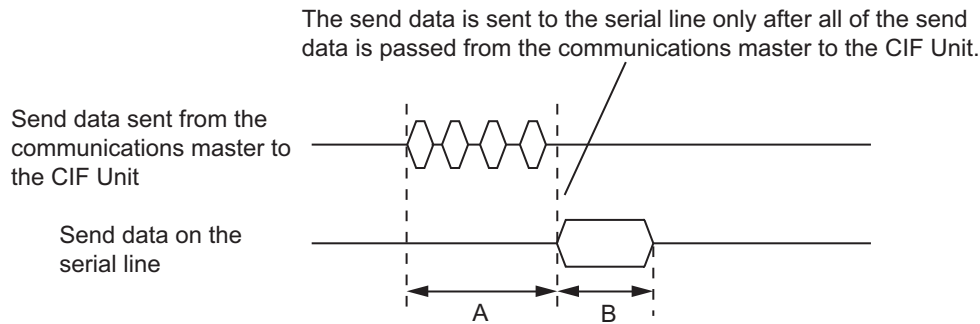 The send data is sent to the serial line only after all of the send
data is passed from the communications master to the CIF Unit.
Send data sent from the
communications master to
the CIF Unit
Send data on the
serial line
A
B